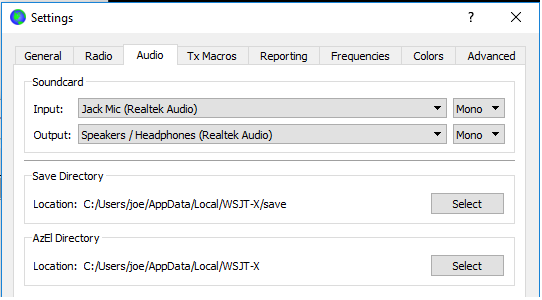 Settings
?
General Radio Audio Tx Macros Reporting Frequencies Colors Advanced
Soundcard
Input: Jack Mic (Realtek Audio) Mono
Output: Speakers / Headphones (Realtek Audio) Mono
Save Directory
Location: C:/Users/joe/AppData/Local/WSJT-X/save Select
AzEl Directory
Location: C:/Users/joe/AppData/Local/WSJT-X Select